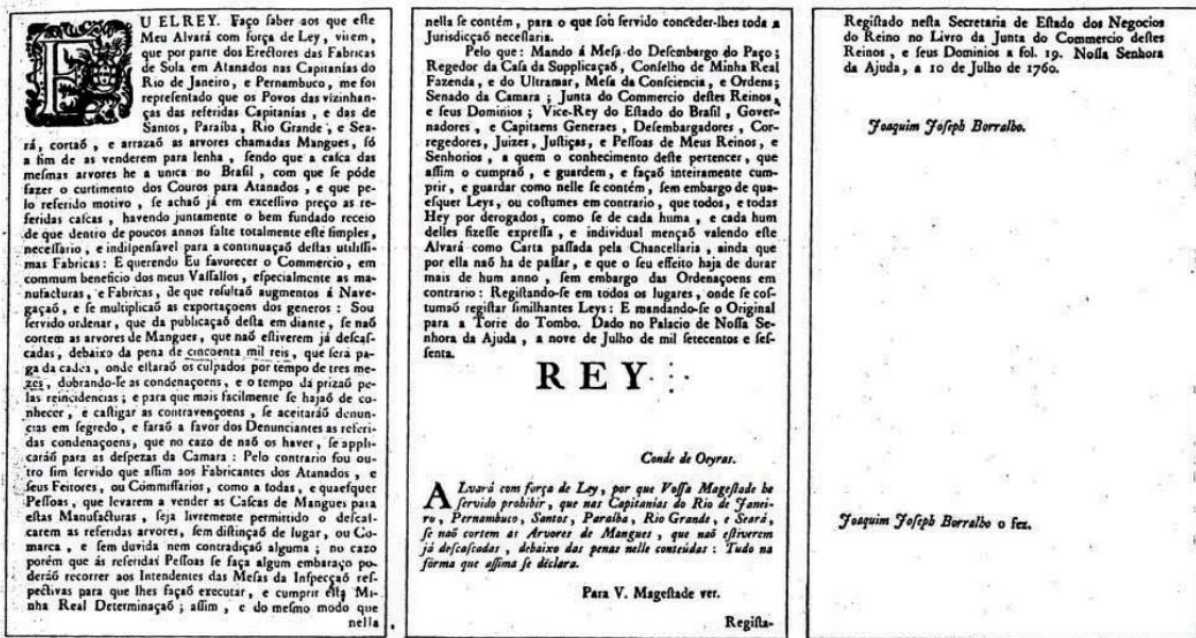 EU ELREY. Faço ſaber aos que eſte
Meu Alvará com força de Ley, virem,
que por parte dos Erectores das Fabricas
de Sola em Atanados nas Capitanías do
Rio de Janeiro, e Pernambuco, me foi
repreſentado que os Povos das vizinhan-
ças das referidas Capitanías, e das de
Santos, Paraíba, Rio Grande, e Sea-
rá, cortaõ, e arrazaõ as arvores chamadas Mangues, ſó
a fim de as venderem para lenha, ſendo que a caſca das
meſmas arvores he a unica no Braſil, com que ſe póde
fazer o curtimento dos Couros para Atanados, e que pe-
lo referido motivo, ſe achaõ já em exceſſivo preço as re-
feridas caſcas, havendo juntamente o bem fundado receio
de que dentro de poucos annos falte totalmente eſte ſimples,
neceſſario, e indiſpenſavel para a continuaçaõ deſtas utiliſſi-
mas Fabricas: E querendo Eu favorecer o Commercio, em
commum beneficio dos meus Vaſſallos, eſpecialmente as ma-
nufacturas, e Fabricas, de que reſultaõ augmentos á Nave-
gaçaõ, e ſe multiplicaõ as exportaçoens dos generos: Sou
ſervido ordenar, que da publicaçaõ deſta em diante, ſe naõ
cortem as arvores de Mangues, que naõ eſtiverem já deſcaſ-
cadas, debaixo da pena de cincoenta mil reis, que ſerá pa-
ga da cadea, onde eſtaraõ os culpados por tempo de tres me-
zes, dobrando-ſe as condenaçoens, e o tempo da prizaõ pe-
las reincidencias; e para que mais facilmente ſe hajaõ de co-
nhecer, e caſtigar as contravençoens, ſe aceitaráõ denun-
cias em ſegredo, e faraõ a favor dos Denunciantes as referi-
das condenaçoens, que no cazo de naõ os haver, ſe appli-
caráõ para as deſpezas da Camara: Pelo contrario ſou ou-
tro ſim ſervido que aſſim aos Fabricantes dos Atanados, e
ſeus Feitores, ou Commiſſarios, como a todas, e quaeſquer
Peſſoas, que levarem a vender as Caſcas de Mangues para
eſtas Manufacturas, ſeja livremente permittido o deſcaſ-
carem as referidas arvores, ſem diſtinçaõ de lugar, ou Co-
marca, e ſem duvida nem contradiçaõ alguma; no cazo
porém que ás referidas Peſſoas ſe faça algum embaraço po-
deráõ recorrer aos Intendentes das Meſas da Inſpecçaõ reſ-
pectivas para que lhes façaõ executar, e cumprir eſta Mi-
nha Real Determinaçaõ; aſſim, e do meſmo modo que
nella
nella ſe contém, para o que ſou ſervido conceder-lhes toda a
Jurisdicçaõ neceſſaria.
Pelo que: Mando á Meſa do Deſembargo do Paço;
Regedor da Caſa da Supplicaçaõ, Conſelho de Minha Real
Fazenda, e do Ultramar, Meſa da Conſciencia, e Ordens;
Senado da Camara; Junta do Commercio deſtes Reinos,
e ſeus Dominios; Vice-Rey do Eſtado do Braſil, Gover-
nadores, e Capitaens Generaes, Deſembargadores, Cor-
regedores, Juizes, Juſtiças, e Peſſoas de Meus Reinos, e
Senhorios, a quem o conhecimento deſte pertencer, que
aſſim o cumpraõ, e guardem, e façaõ inteiramente cum-
prir, e guardar como nelle ſe contém, ſem embargo de qua-
eſquer Leys, ou coſtumes em contrario, que todos, e todas
Hey por derogados, como ſe de cada huma, e cada hum
delles fizeſſe expreſſa, e individual mençaõ valendo eſte
Alvará como Carta paſſada pela Chancellaria, ainda que
por ella naõ ha de paſſar, e que o ſeu effeito haja de durar
mais de hum anno, ſem embargo das Ordenaçoens em
contrario: Regiſtando-ſe em todos os lugares, onde ſe coſ-
tumaõ regiſtar ſimilhantes Leys: E mandando-ſe o Original
para a Torre do Tombo. Dado no Palacio de Noſſa Se-
nhora da Ajuda, a nove de Julho de mil ſetecentos e ſeſ-
ſenta.
REY
Conde de Oeyras.
ALvará com força de Ley, por que Voſſa Mageſtade he
ſervido prohibir, que nas Capitanías do Rio de Janei-
ro, Pernambuco, Santos, Paraíba, Rio Grande, e Seará,
ſe naõ cortem as Arvores de Mangues, que naõ eſtiverem
já deſcaſcadas, debaixo das penas nelle conteúdas: Tudo na
fórma que aſſima ſe déclara.
Para V. Mageſtade ver.
Regiſta-
Regiſtado neſta Secretaria de Eſtado dos Negocios
do Reino no Livro da Junta do Commercio deſtes
Reinos, e ſeus Dominios a fol. 19. Noſſa Senhora
da Ajuda, a 10 de Julho de 1760.
Joaquim Joſeph Borralho.
Joaquim Joſeph Borralho o fez.